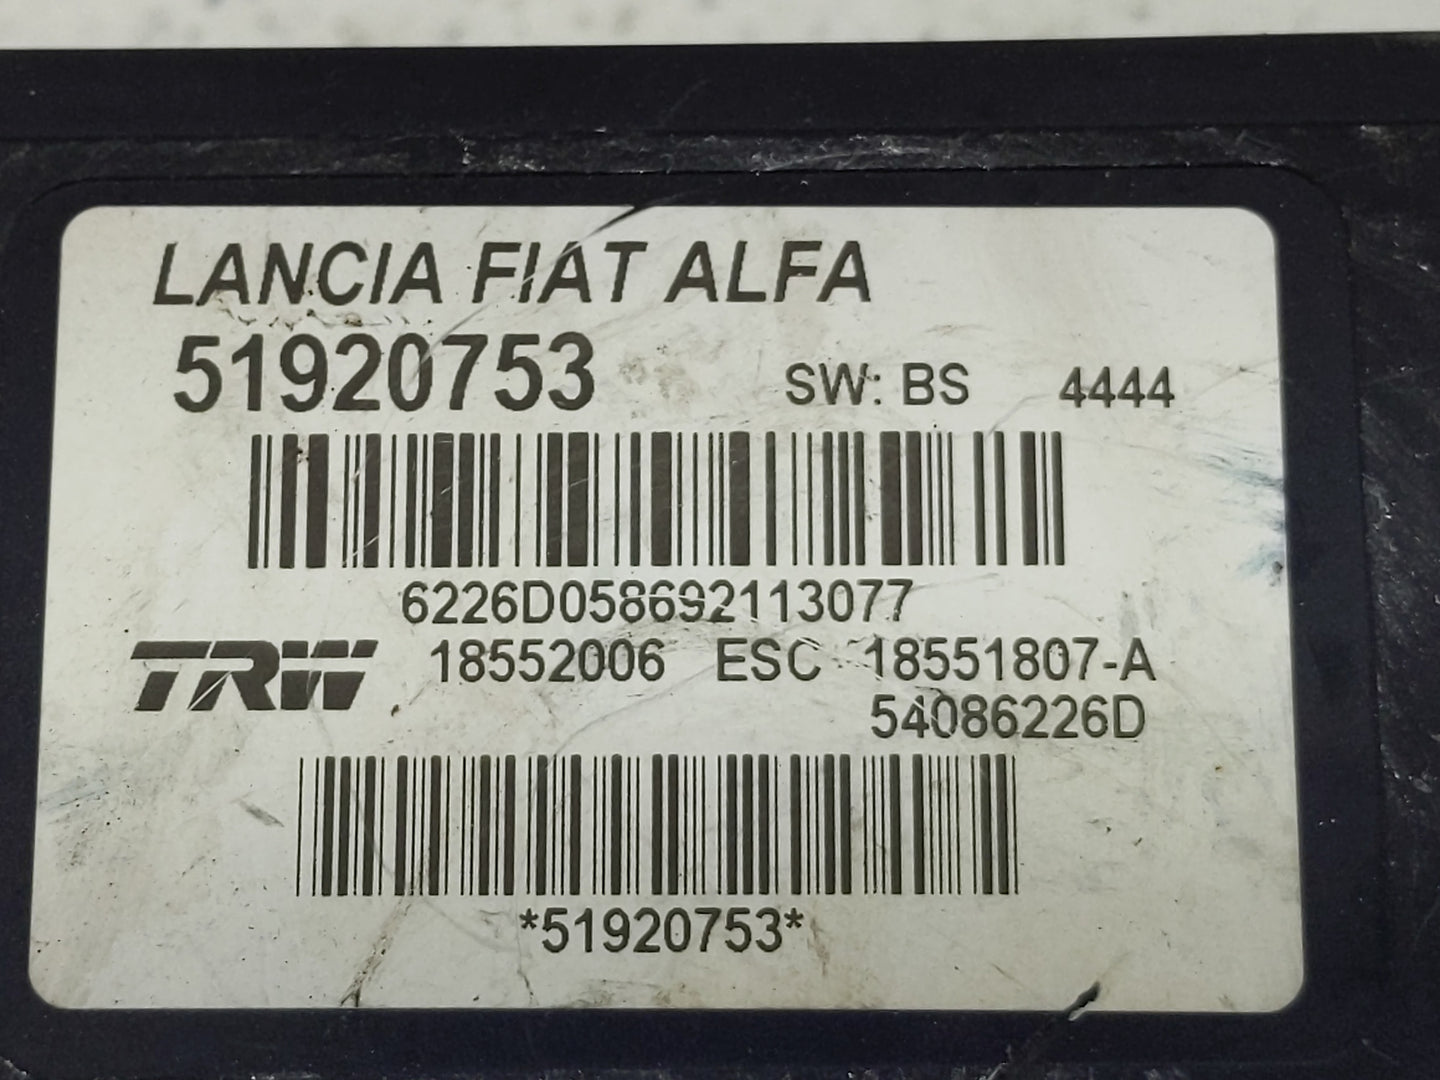 LANCIA FIAT ALFA
51920753 SW: BS 4444
6226D058692113077
TRW 18552006 ESC 18551807-A
54086226D
*51920753*